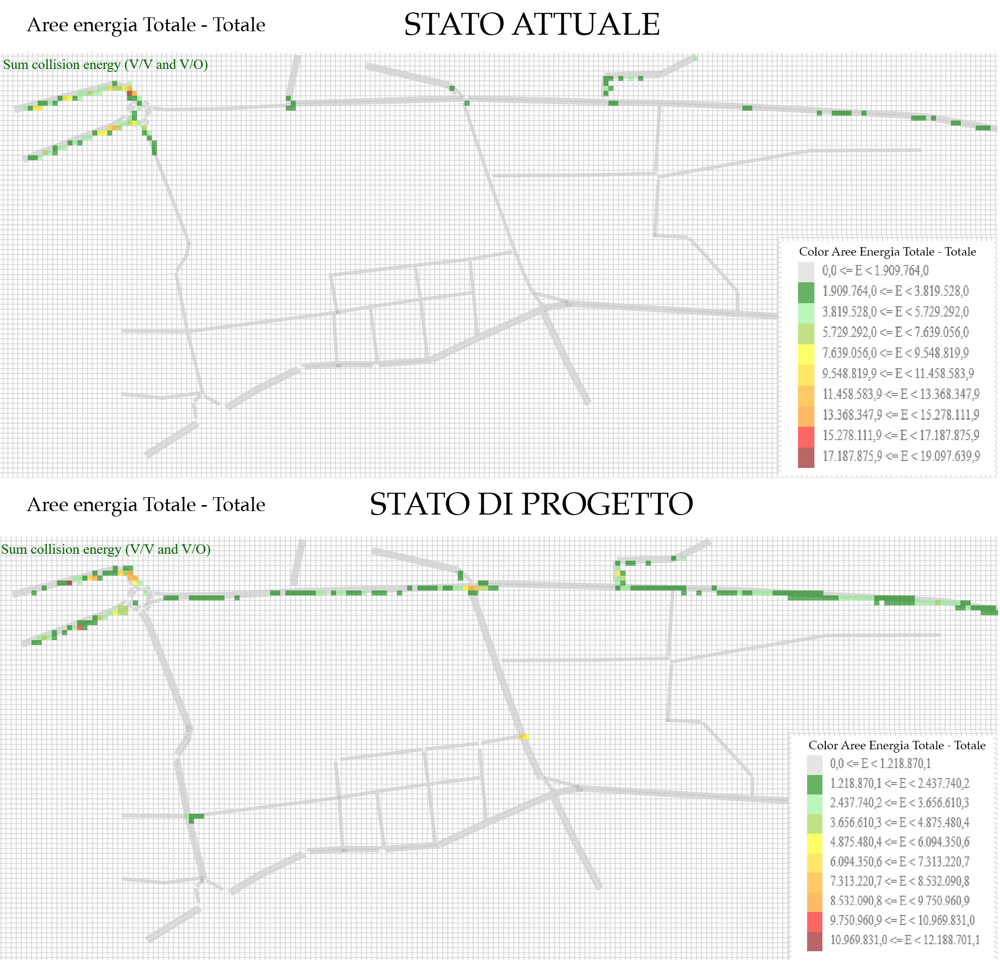 Aree energia Totale - Totale
STATO ATTUALE
Sum collision energy (V/V and V/O)
Color Aree Energia Totale - Totale
0,0 <= E < 1.909.764,0
1.909.764,0 <= E < 3.819.528,0
3.819.528,0 <= E < 5.729.292,0
5.729.292,0 <= E < 7.639.056,0
7.639.056,0 <= E < 9.548.819,9
9.548.819,9 <= E < 11.458.583,9
11.458.583,9 <= E < 13.368.347,9
13.368.347,9 <= E < 15.278.111,9
15.278.111,9 <= E < 17.187.875,9
17.187.875,9 <= E < 19.097.639,9
Aree energia Totale - Totale
STATO DI PROGETTO
Sum collision energy (V/V and V/O)
Color Aree Energia Totale - Totale
0,0 <= E < 1.218.870,1
1.218.870,1 <= E < 2.437.740,2
2.437.740,2 <= E < 3.656.610,3
3.656.610,3 <= E < 4.875.480,4
4.875.480,4 <= E < 6.094.350,6
6.094.350,6 <= E < 7.313.220,7
7.313.220,7 <= E < 8.532.090,8
8.532.090,8 <= E < 9.750.960,9
9.750.960,9 <= E < 10.969.831,0
10.969.831,0 <= E < 12.188.701,1